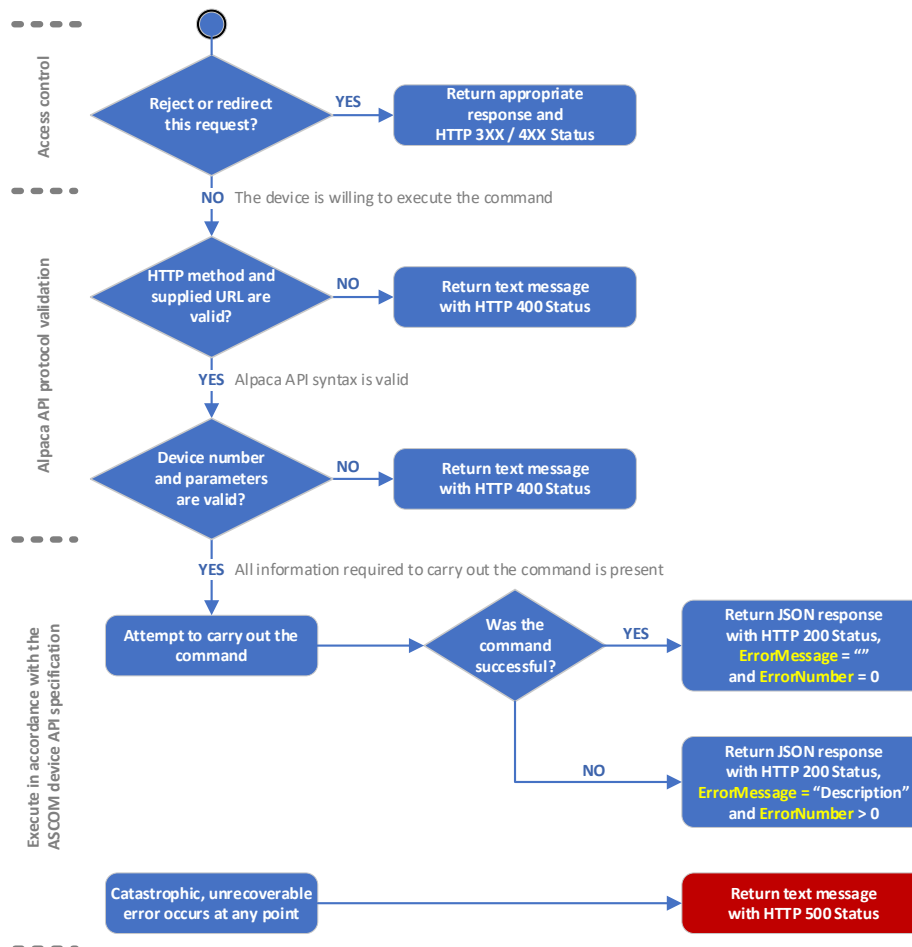 Access control
Reject or redirect
this request?
YES
Return appropriate
response and
HTTP 3XX / 4XX Status
NO The device is willing to execute the command
Alpaca API protocol validation
HTTP method and
supplied URL are
valid?
NO
Return text message
with HTTP 400 Status
YES Alpaca API syntax is valid
Device number
and parameters
are valid?
NO
Return text message
with HTTP 400 Status
YES All information required to carry out the command is present
Execute in accordance with the
ASCOM device API specification
Attempt to carry out the
command
Was the
command
successful?
YES
Return JSON response
with HTTP 200 Status,
ErrorMessage = “”
and ErrorNumber = 0
NO
Return JSON response
with HTTP 200 Status,
ErrorMessage = “Description”
and ErrorNumber > 0
Catastrophic, unrecoverable
error occurs at any point
Return text message
with HTTP 500 Status